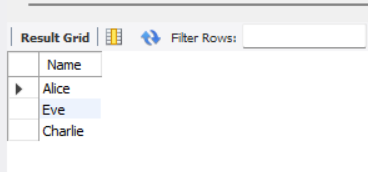 Result Grid Filter Rows:
Name
Alice
Eve
Charlie